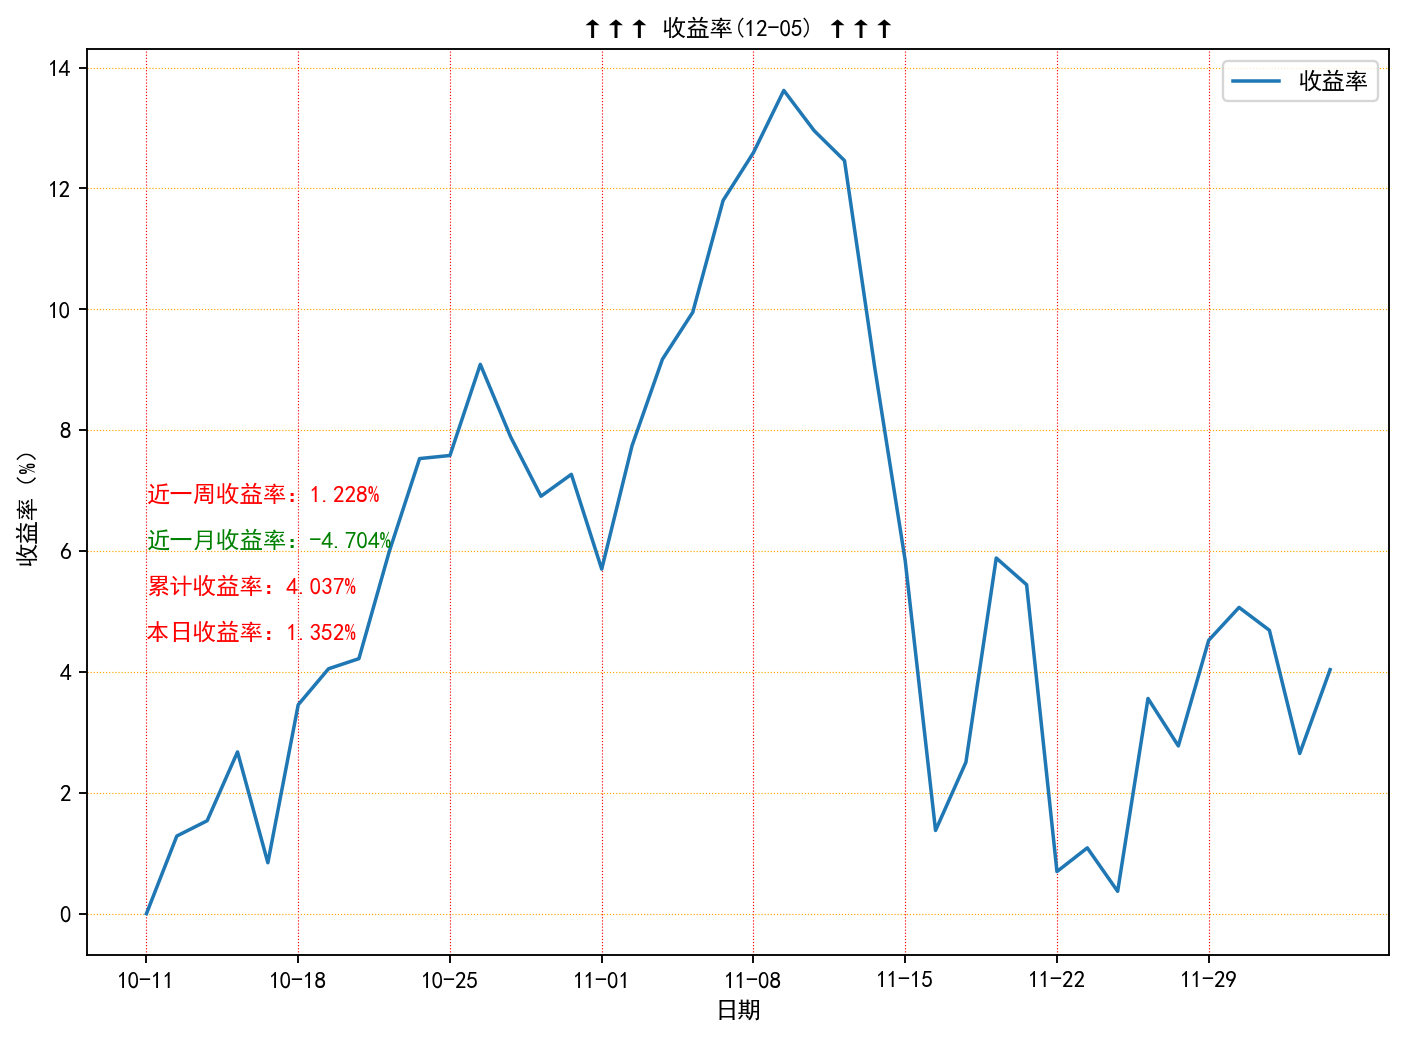 ↑↑↑ 收益率(12-05) ↑↑↑
收益率
14
12
10
8
6
4
2
0
收益率 (%)
近一周收益率: 1.228%
近一月收益率: -4.704%
累计收益率: 4.037%
本日收益率: 1.352%
10-11 10-18 10-25 11-01 11-08 11-15 11-22 11-29
日期